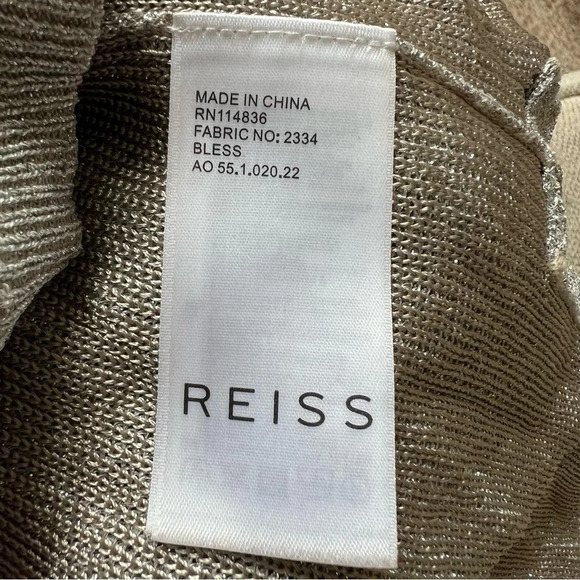 MADE IN CHINA
RN114836
FABRIC NO: 2334
BLESS
AO 55.1.020.22
REISS